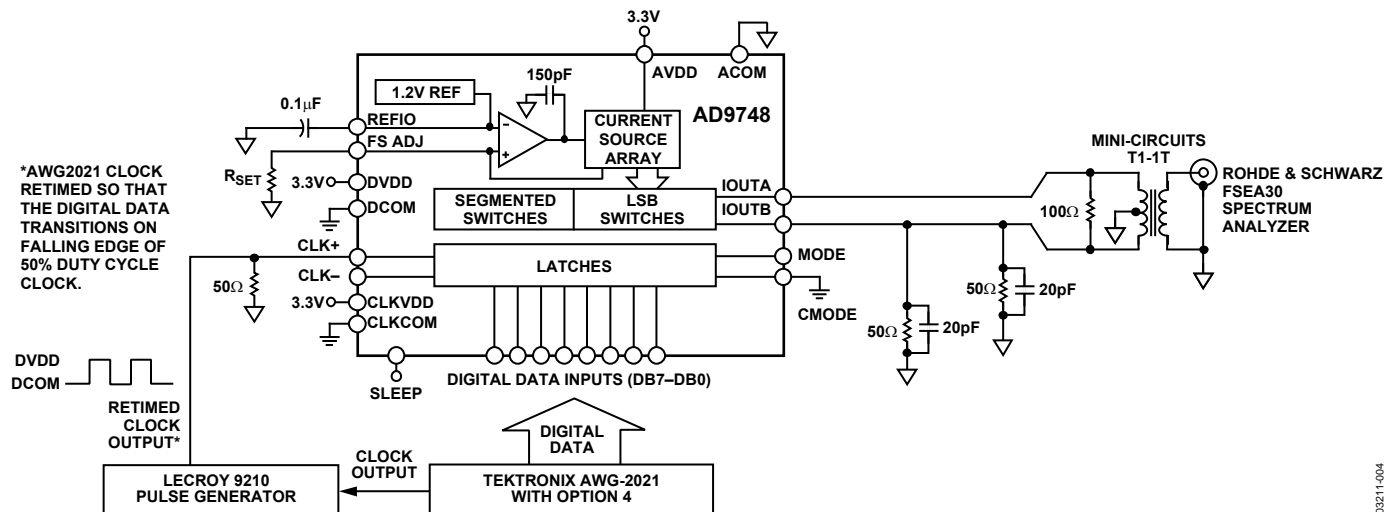 3.3V
AVDD
ACOM
150pF
1.2V REF
AD9748
0.1µF
REFIO
FS ADJ
CURRENT
SOURCE
ARRAY
MINI-CIRCUITS
T1-1T
*AWG2021 CLOCK
RETIMED SO THAT
THE DIGITAL DATA
TRANSITIONS ON
FALLING EDGE OF
50% DUTY CYCLE
CLOCK.
RSET
3.3V
DVDD
DCOM
SEGMENTED
SWITCHES
LSB
SWITCHES
IOUTA
IOUTB
100Ω
ROHDE & SCHWARZ
FSEA30
SPECTRUM
ANALYZER
CLK+
CLK–
50Ω
3.3V
CLKVDD
CLKCOM
LATCHES
MODE
CMODE
50Ω
20pF
50Ω
20pF
SLEEP
DIGITAL DATA INPUTS (DB7–DB0)
DVDD
DCOM
RETIMED
CLOCK
OUTPUT*
DIGITAL
DATA
CLOCK
OUTPUT
LECROY 9210
PULSE GENERATOR
TEKTRONIX AWG-2021
WITH OPTION 4
03211-004